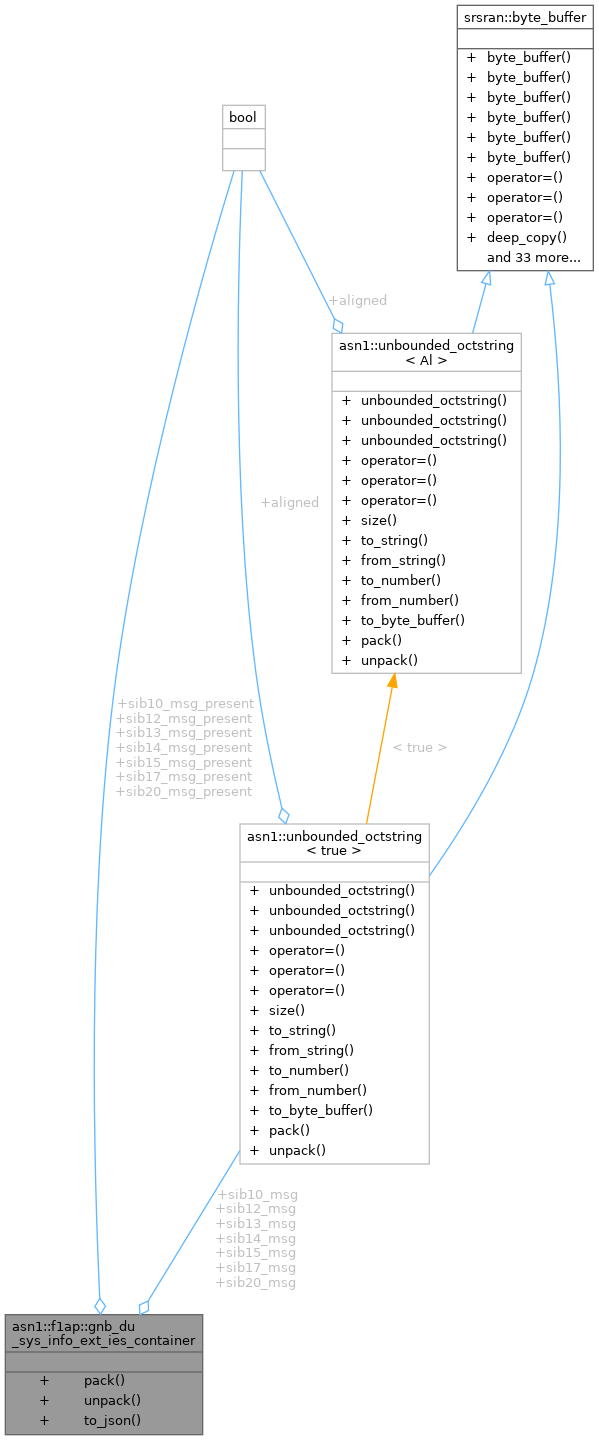 srsran::byte_buffer
+ byte_buffer()
+ byte_buffer()
+ byte_buffer()
+ byte_buffer()
+ byte_buffer()
+ byte_buffer()
+ operator=()
+ operator=()
+ operator=()
+ deep_copy()
and 33 more...
bool
+aligned
asn1::unbounded_octstring
< Al >
+ unbounded_octstring()
+ unbounded_octstring()
+ unbounded_octstring()
+ operator=()
+ operator=()
+ operator=()
+ size()
+ to_string()
+ from_string()
+ to_number()
+ from_number()
+ to_byte_buffer()
+ pack()
+ unpack()
+aligned
+sib10_msg_present
+sib12_msg_present
+sib13_msg_present
+sib14_msg_present
+sib15_msg_present
+sib17_msg_present
+sib20_msg_present
< true >
asn1::unbounded_octstring
< true >
+ unbounded_octstring()
+ unbounded_octstring()
+ unbounded_octstring()
+ operator=()
+ operator=()
+ operator=()
+ size()
+ to_string()
+ from_string()
+ to_number()
+ from_number()
+ to_byte_buffer()
+ pack()
+ unpack()
+sib10_msg
+sib12_msg
+sib13_msg
+sib14_msg
+sib15_msg
+sib17_msg
+sib20_msg
asn1::f1ap::gnb_du
_sys_info_ext_ies_container
+ pack()
+ unpack()
+ to_json()